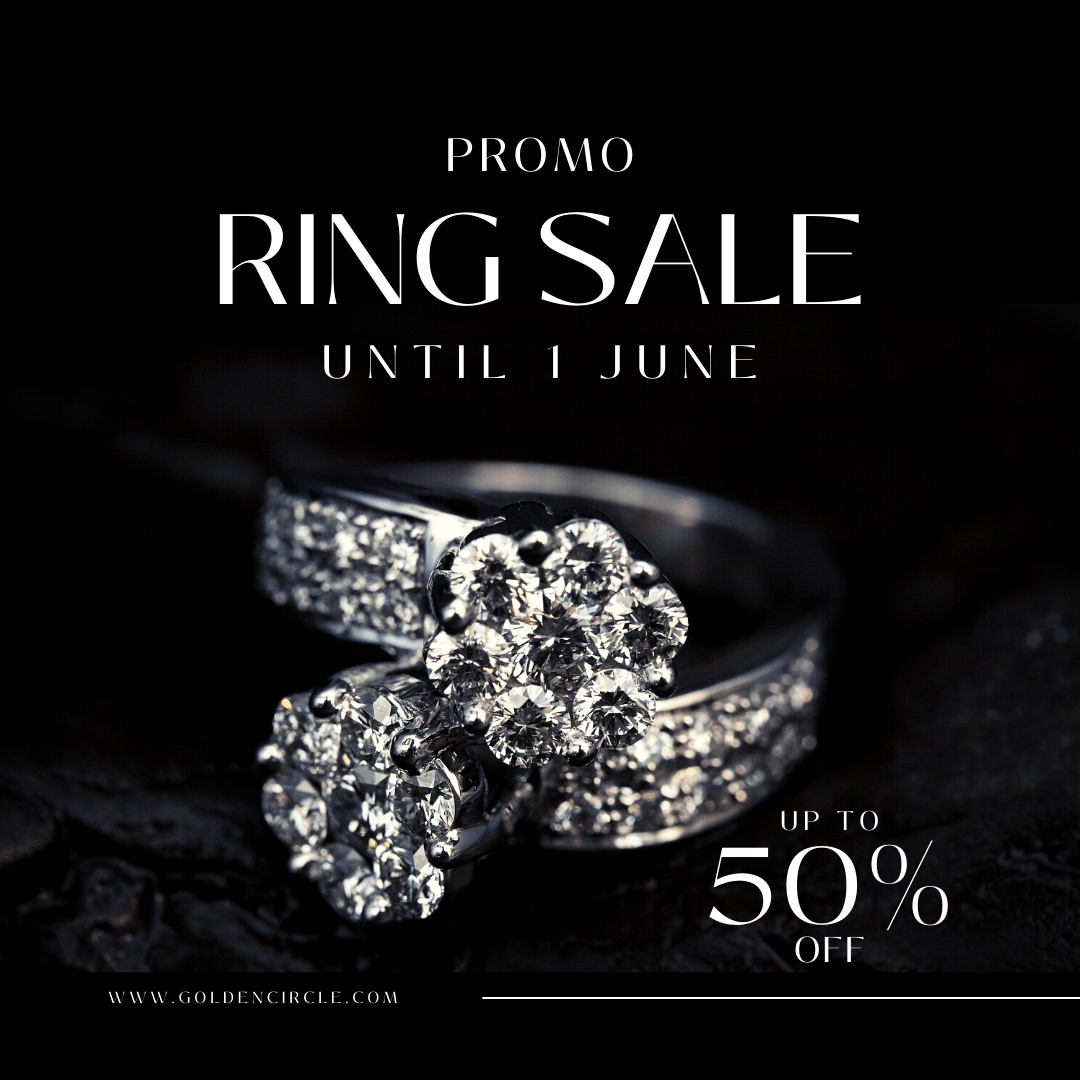 PROMO
RING SALE
UNTIL 1 JUNE
UP TO
50%
OFF
WWW.GOLDENCIRCLE.COM